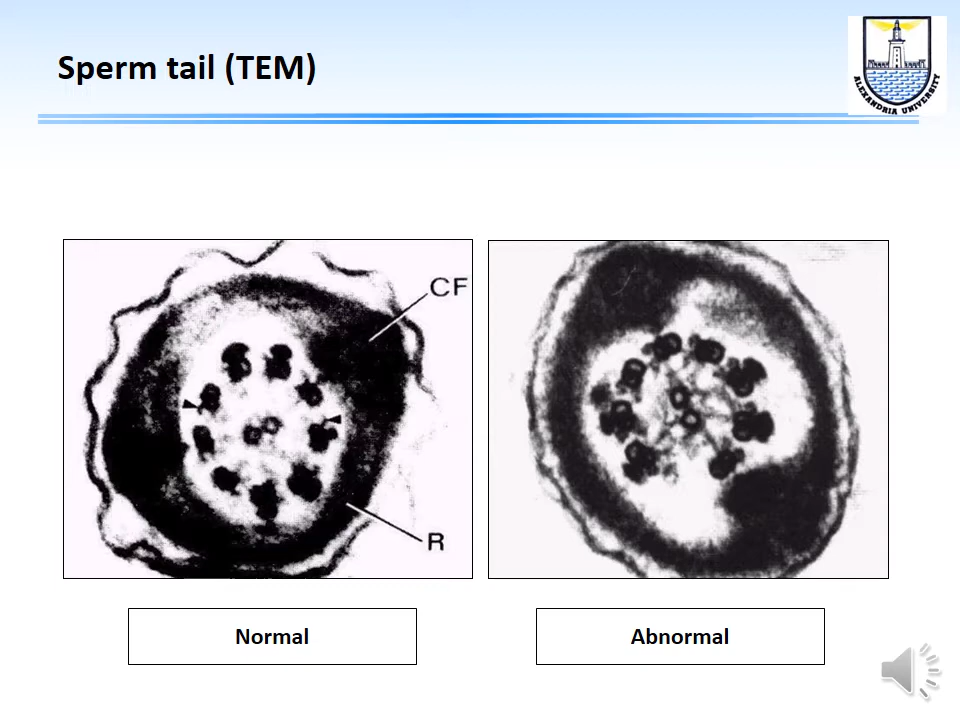 Sperm tail (TEM)
ALEXANDRIA UNIVERSITY
CF
R
Normal
Abnormal